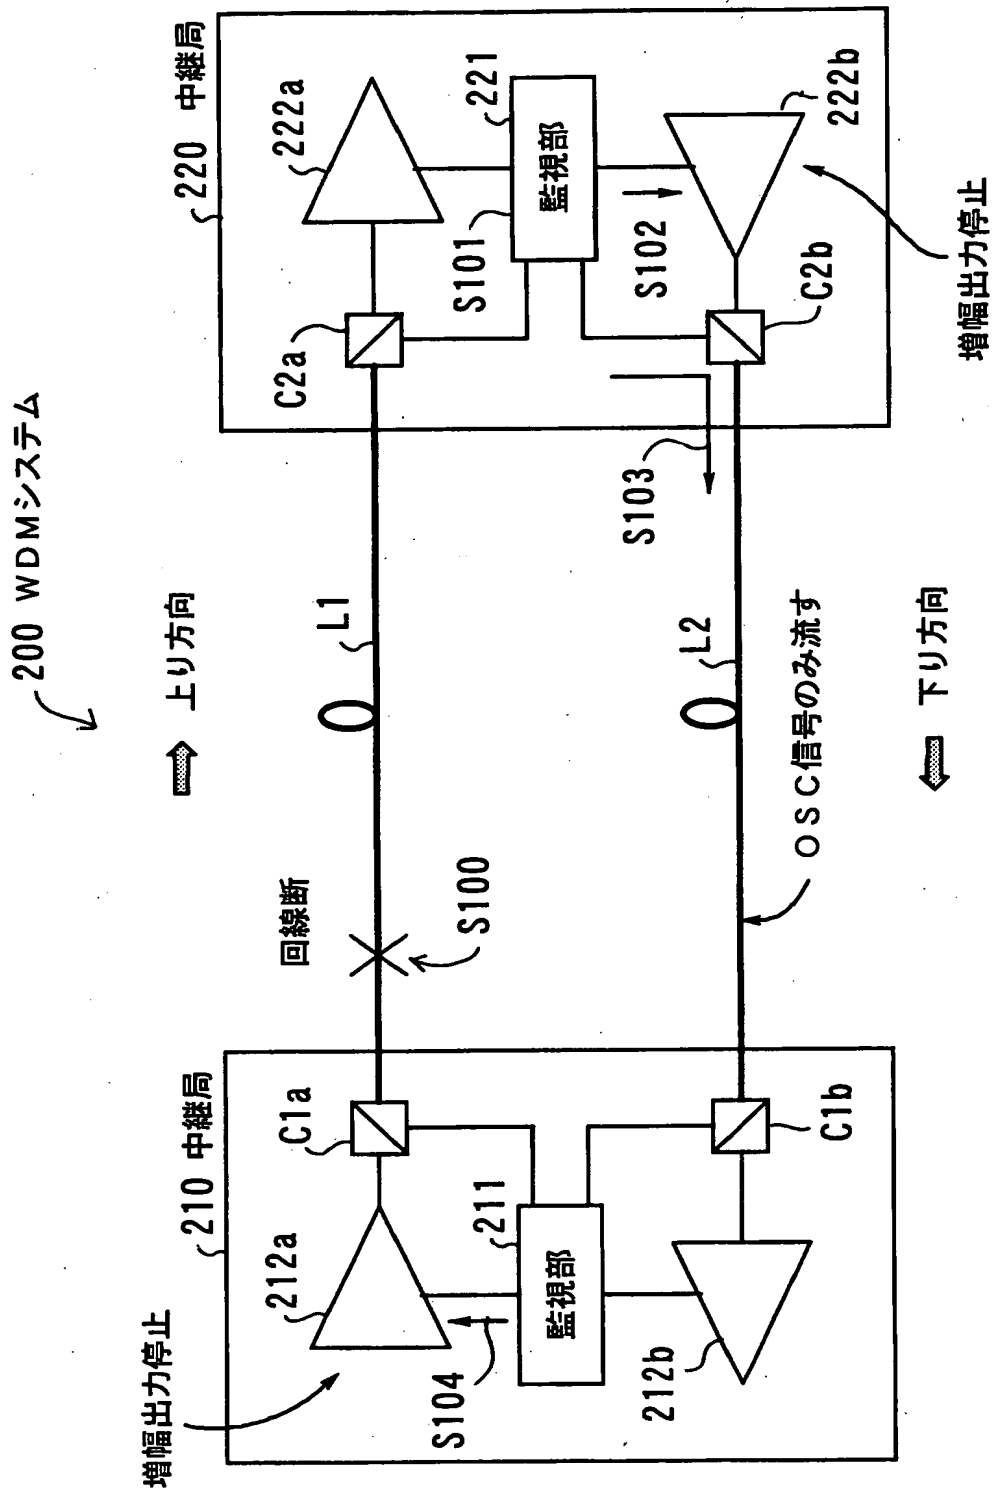 200 WDMシステム
上り方向
220 中継局
222a
C2a
221
監視部
S101
S102
222b
C2b
増幅出力停止
S103
L1
L2
OSC信号のみ流す
下り方向
回線断
S100
210 中継局
C1a
212a
増幅出力停止
211
監視部
S104
212b
C1b